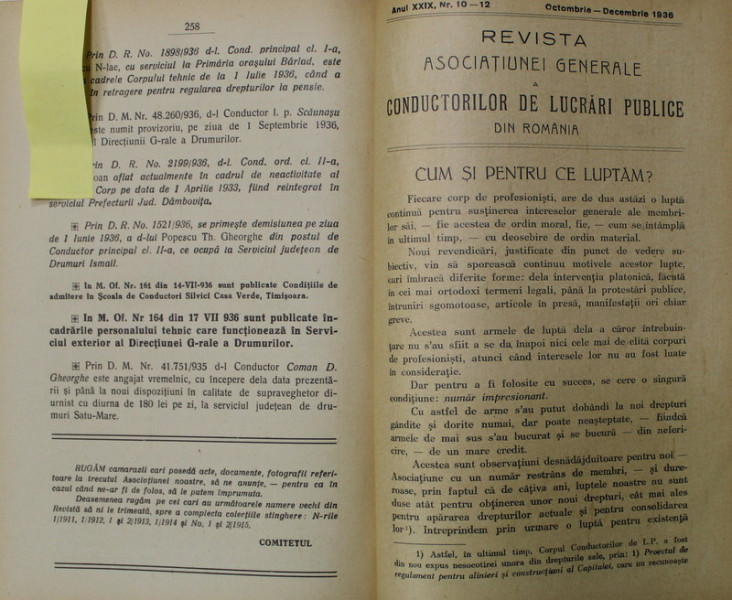 258
Prin D. R. No. 1898/936 d-l. Cond. principal cl. I-a,
N-lae, cu serviciul la Primăria orașului Bârlad, este
cadrele Corpului tehnic de la 1 Iulie 1936, când a
în retragere pentru regularea drepturilor la pensie.
rin D. M. Nr. 48.260/936, d-l Conductor l. p. Scăunașu
este numit provizoriu, pe ziua de 1 Septembrie 1936,
l Direcțiunii G-rale a Drumurilor.
in D. R. No. 2199/936, d-l. Cond. ord. cl. II-a,
oan aflat actualmente în cadrul de neactivitate al
Corp pe data de 1 Aprilie 1933, fiind reintegrat în
serviciul Prefecturii Jud. Dâmbovița.
Prin D. R. No. 1521/936, se primește demisiunea pe ziua
de 1 Iunie 1936, a d-lui Popescu Th. Gheorghe din postul de
Conductor principal cl. II-a, ce ocupă la Serviciul județean de
Drumuri Ismail.
In M. Of. Nr. 161 din 14-VII-936 sunt publicate Condițiile de
admitere în Școala de Conductori Silvici Casa Verde, Timișoara.
In M. Of. Nr 164 din 17 VII 936 sunt publicate în-
cadrările personalului tehnic care funcționează în Servi-
ciul exterior al Direcțiunei G-rale a Drumurilor.
Prin D. M. Nr. 41.751/935 d-l Conductor Coman D.
Gheorghe este angajat vremelnic, cu începere dela data prezentă-
rii și până la noui dispozițiuni în calitate de supraveghetor di-
urnist cu diurna de 180 lei pe zi, la serviciul județean de dru-
muri Satu-Mare.
RUGĂM camarazii cari posedă acte, documente, fotografii referi-
toare la trecutul Asociațiunei noastre, să ne anunțe, — pentru ca în
cazul când ne-ar fi de folos, să le putem împrumuta.
Deasemenea rugăm pe cei cari au următoarele numere vechi din
Revistă să ni le trimeată, spre a complecta colecțiile stinghere: N-rile
1/1911, 1/1912, 1 și 2/1913, 1/1914 și No. 1 și 2/1915.
COMITETUL
Anul XXIX, Nr. 10—12 Octombrie — Decembrie 1936
REVISTA
ASOCIAȚIUNEI GENERALE
A
CONDUCTORILOR DE LUCRĂRI PUBLICE
DIN ROMÂNIA
CUM ȘI PENTRU CE LUPTĂM?
Fiecare corp de profesioniști, are de dus astăzi o luptă
continuă pentru susținerea intereselor generale ale membri-
lor săi, — fie acestea de ordin moral, fie, — cum se întâmplă
în ultimul timp, — cu deosebire de ordin material.
Noui revendicări, justificate din punct de vedere su-
biectiv, vin să sporească continuu motivele acestor lupte,
cari îmbracă diferite forme: dela intervenția platonică, făcută
în cei mai ortodoxi termeni legali, până la protestări publice,
întruniri sgomotoase, articole în presă, manifestații ori chiar
greve.
Acestea sunt armele de luptă dela a căror întrebuin-
țare nu s'au sfiit a se da înapoi nici cele mai de elită corpuri
de profesioniști, atunci când interesele lor nu au fost luate
în considerație.
Dar pentru a fi folosite cu succes, se cere o singură
condițiune: număr impresionant.
Cu astfel de arme s'au putut dobândi la noi drepturi
gândite și dorite numai, dar poate neașteptate, — fiindcă
armele de mai sus s'au bucurat și se bucură — din neferi-
cire, — de un mare credit.
Acestea sunt observațiuni desnădăjduitoare pentru noi —
Asociațiune cu un număr restrâns de membri, — și dure-
roase, prin faptul că de câțiva ani, luptele noastre nu sunt
duse atât pentru obținerea unor noui drepturi, cât mai ales
pentru apărarea drepturilor actuale și pentru consolidarea
lor¹). Intreprindem prin urmare o luptă pentru existență
1) Astfel, în ultimul timp, Corpul Conductorilor de L.P. a fost
din nou expus nesocotirei unora din drepturile sale, prin: 1) Proectul de
regulament pentru alinieri și construcțiuni al Capitalei, care nu recunoaște